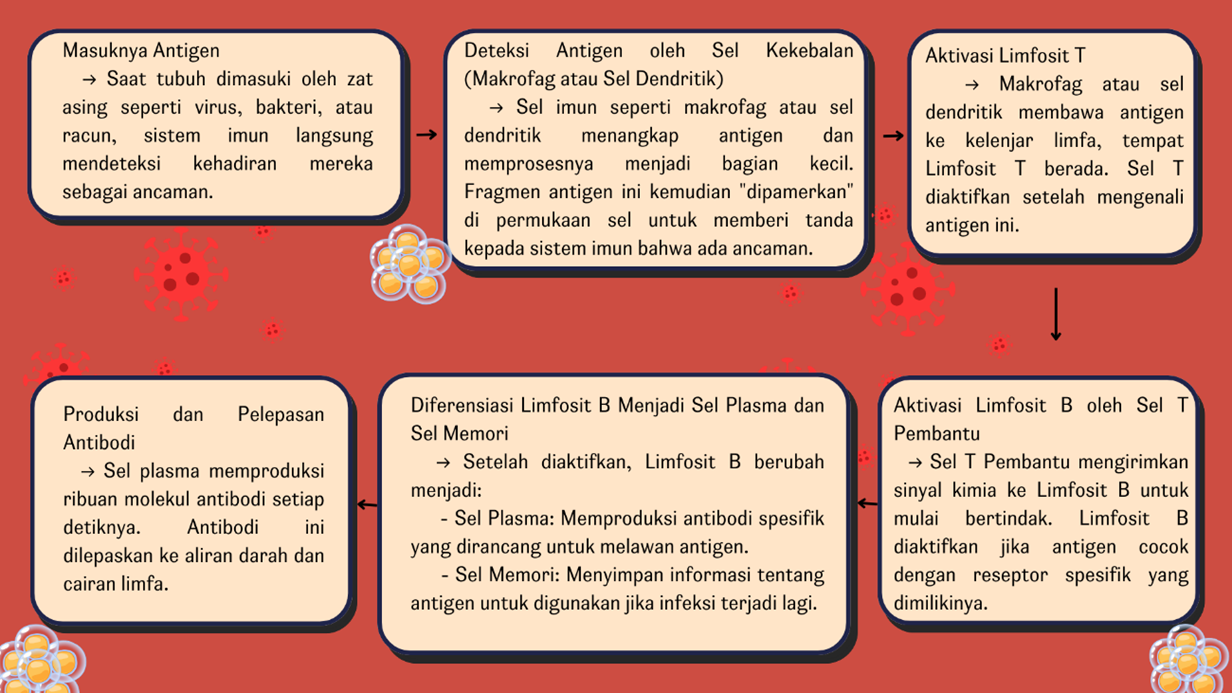 Masuknya Antigen
→ Saat tubuh dimasuki oleh zat
asing seperti virus, bakteri, atau
racun, sistem imun langsung
mendeteksi kehadiran mereka
sebagai ancaman.
Deteksi Antigen oleh Sel Kekebalan
(Makrofag atau Sel Dendritik)
→ Sel imun seperti makrofag atau sel
dendritik menangkap antigen dan
memprosesnya menjadi bagian kecil.
Fragmen antigen ini kemudian "dipamerkan"
di permukaan sel untuk memberi tanda
kepada sistem imun bahwa ada ancaman.
Aktivasi Limfosit T
→ Makrofag atau sel
dendritik membawa antigen
ke kelenjar limfa, tempat
Limfosit T berada. Sel T
diaktifkan setelah mengenali
antigen ini.
Aktivasi Limfosit B oleh Sel T
Pembantu
→ Sel T Pembantu mengirimkan
sinyal kimia ke Limfosit B untuk
mulai bertindak. Limfosit B
diaktifkan jika antigen cocok
dengan reseptor spesifik yang
dimilikinya.
Diferensiasi Limfosit B Menjadi Sel Plasma dan
Sel Memori
→ Setelah diaktifkan, Limfosit B berubah
menjadi:
- Sel Plasma: Memproduksi antibodi spesifik
yang dirancang untuk melawan antigen.
- Sel Memori: Menyimpan informasi tentang
antigen untuk digunakan jika infeksi terjadi lagi.
Produksi dan Pelepasan
Antibodi
→ Sel plasma memproduksi
ribuan molekul antibodi setiap
detiknya. Antibodi ini
dilepaskan ke aliran darah dan
cairan limfa.